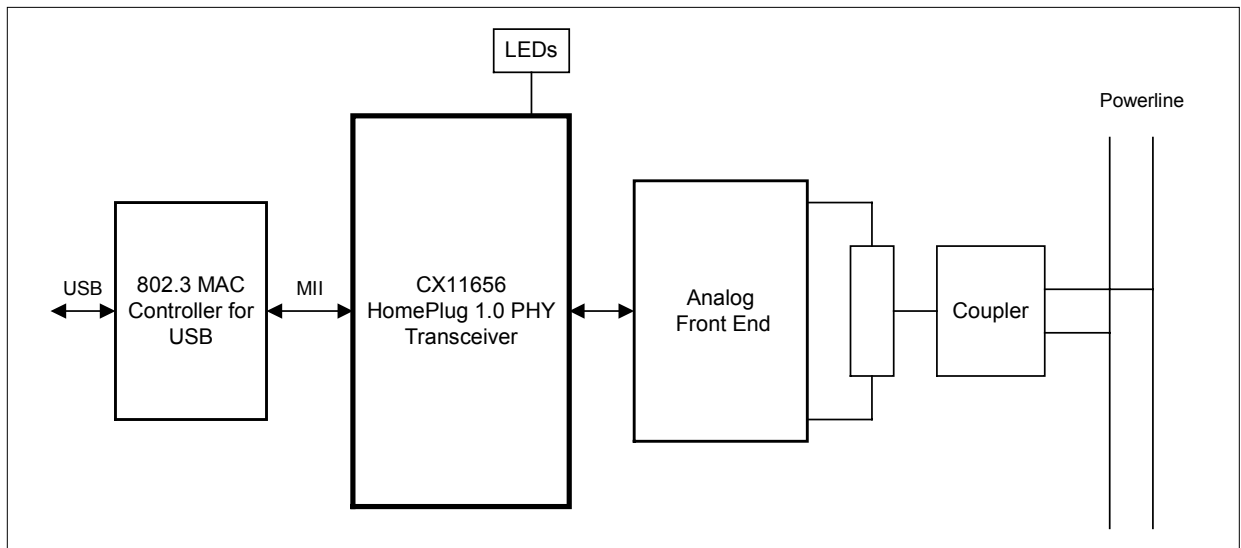 LEDs
Powerline
USB
802.3 MAC
Controller for
USB
MII
CX11656
HomePlug 1.0 PHY
Transceiver
Analog
Front End
Coupler